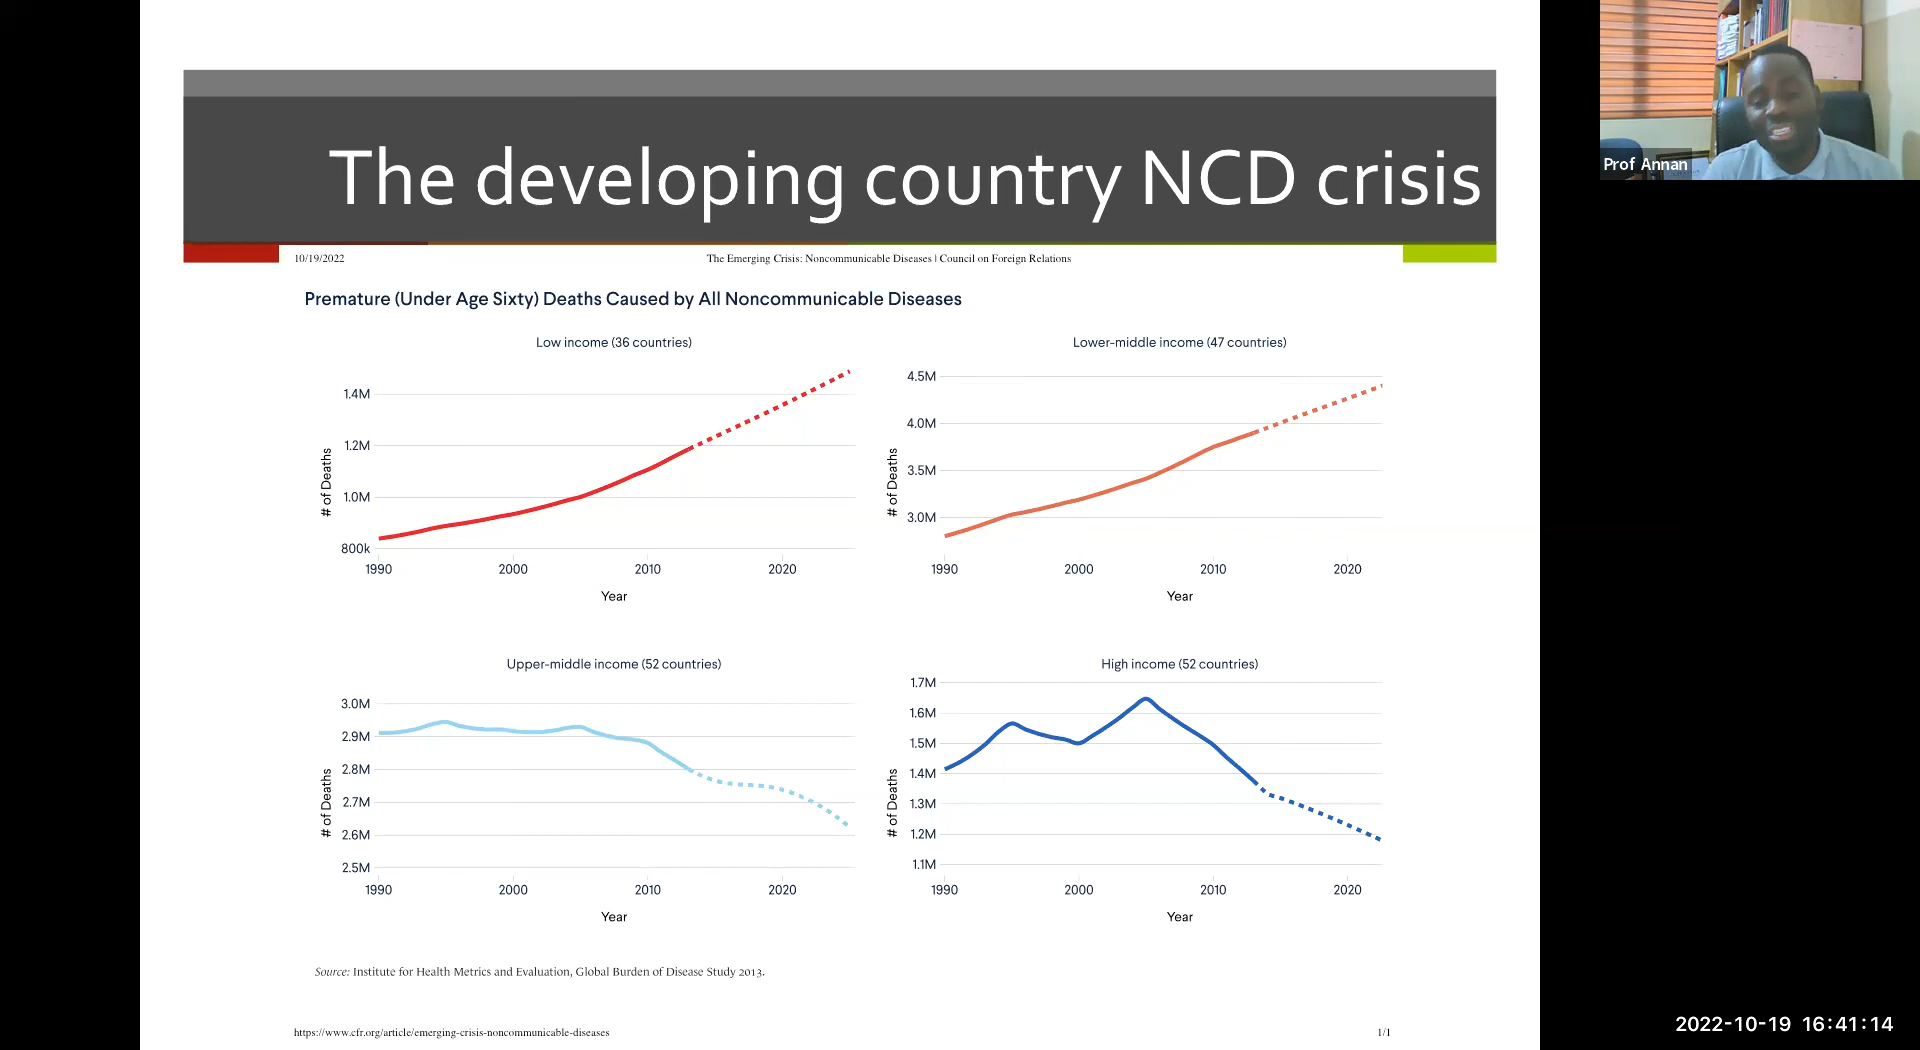 The developing country NCD crisis
10/19/2022
The Emerging Crisis: Noncommunicable Diseases | Council on Foreign Relations
Premature (Under Age Sixty) Deaths Caused by All Noncommunicable Diseases
Low income (36 countries)
# of Deaths
1.4M
1.2M
1.0M
800k
1990 2000 2010 2020
Year
Lower-middle income (47 countries)
# of Deaths
4.5M
4.0M
3.5M
3.0M
1990 2000 2010 2020
Year
Upper-middle income (52 countries)
# of Deaths
3.0M
2.9M
2.8M
2.7M
2.6M
2.5M
1990 2000 2010 2020
Year
High income (52 countries)
# of Deaths
1.7M
1.6M
1.5M
1.4M
1.3M
1.2M
1.1M
1990 2000 2010 2020
Year
Source: Institute for Health Metrics and Evaluation, Global Burden of Disease Study 2013.
https://www.cfr.org/article/emerging-crisis-noncommunicable-diseases
1/1
Prof Annan
2022-10-19 16:41:14